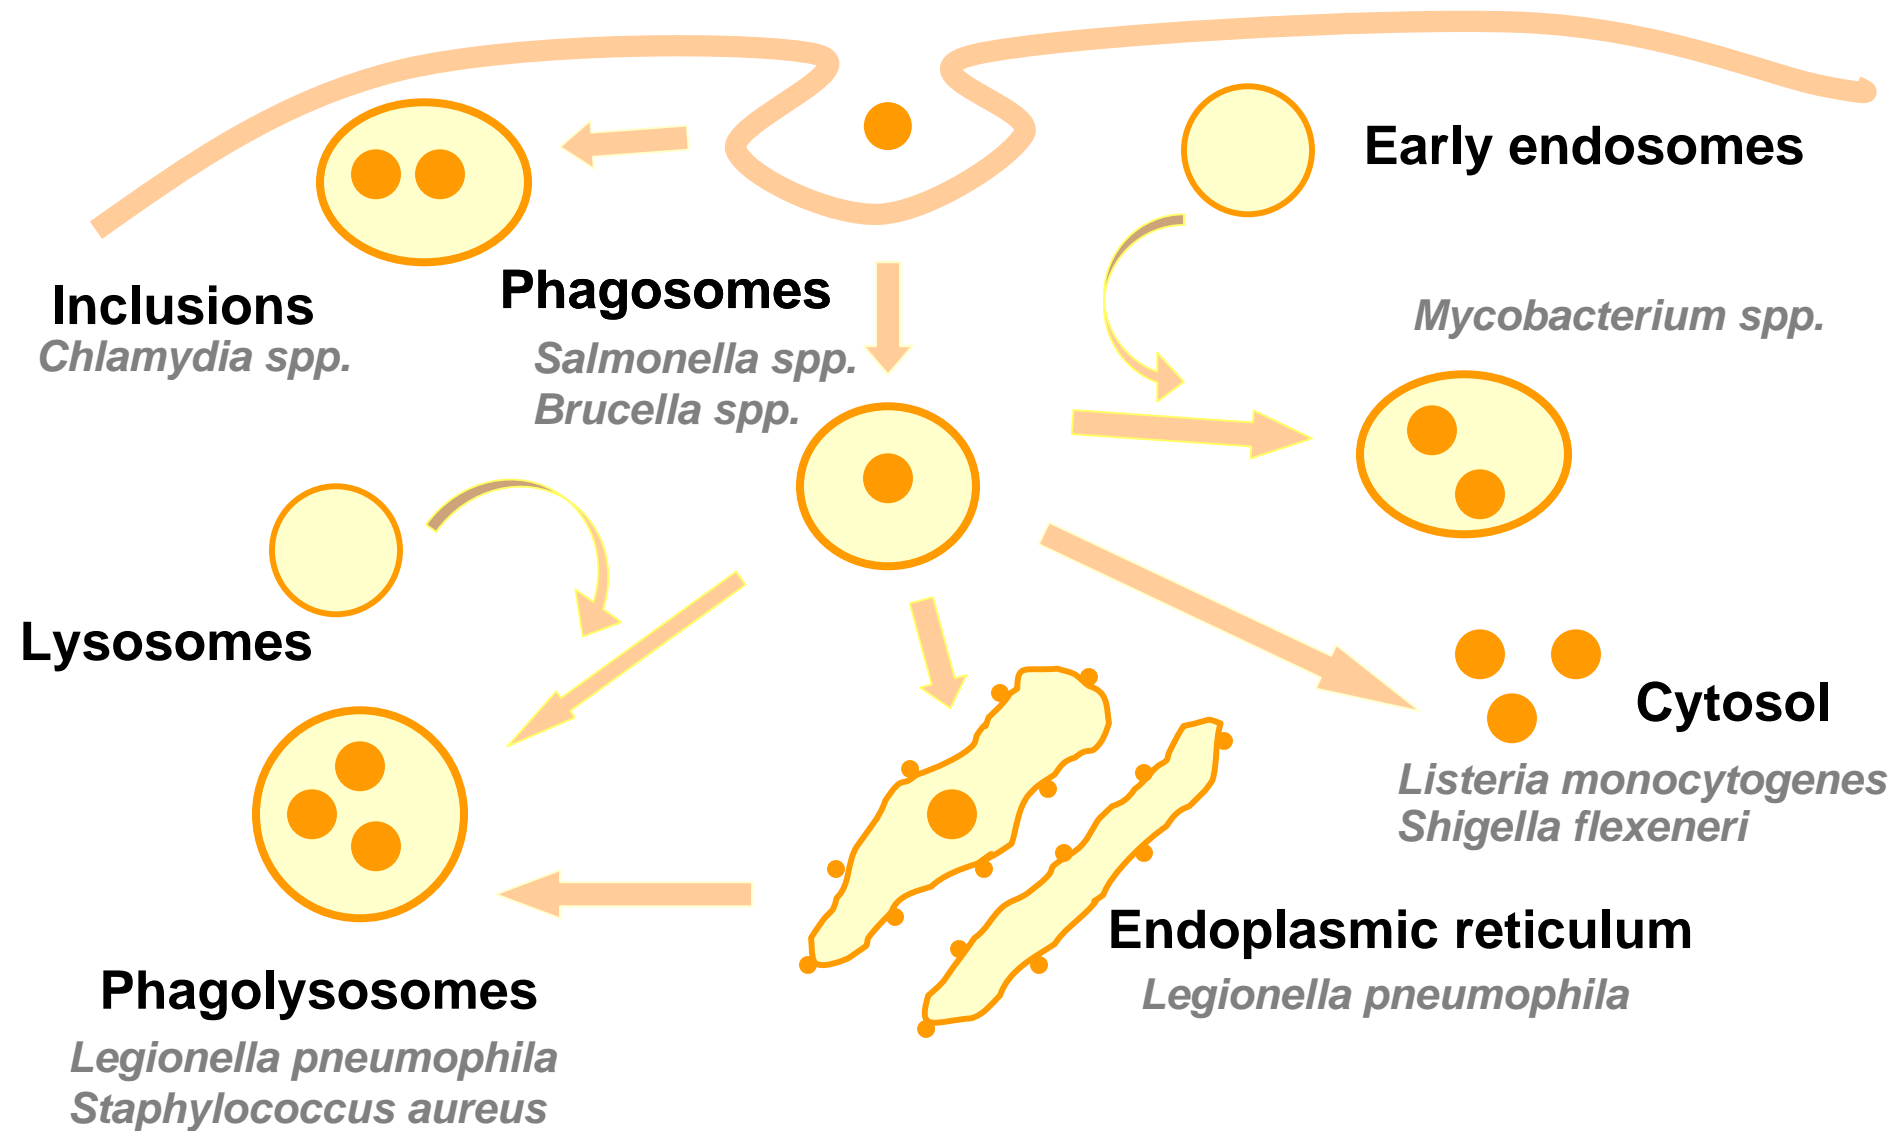 Early endosomes
Inclusions
Chlamydia spp.
Phagosomes
Salmonella spp.
Brucella spp.
Mycobacterium spp.
Lysosomes
Cytosol
Listeria monocytogenes
Shigella flexeneri
Endoplasmic reticulum
Legionella pneumophila
Phagolysosomes
Legionella pneumophila
Staphylococcus aureus